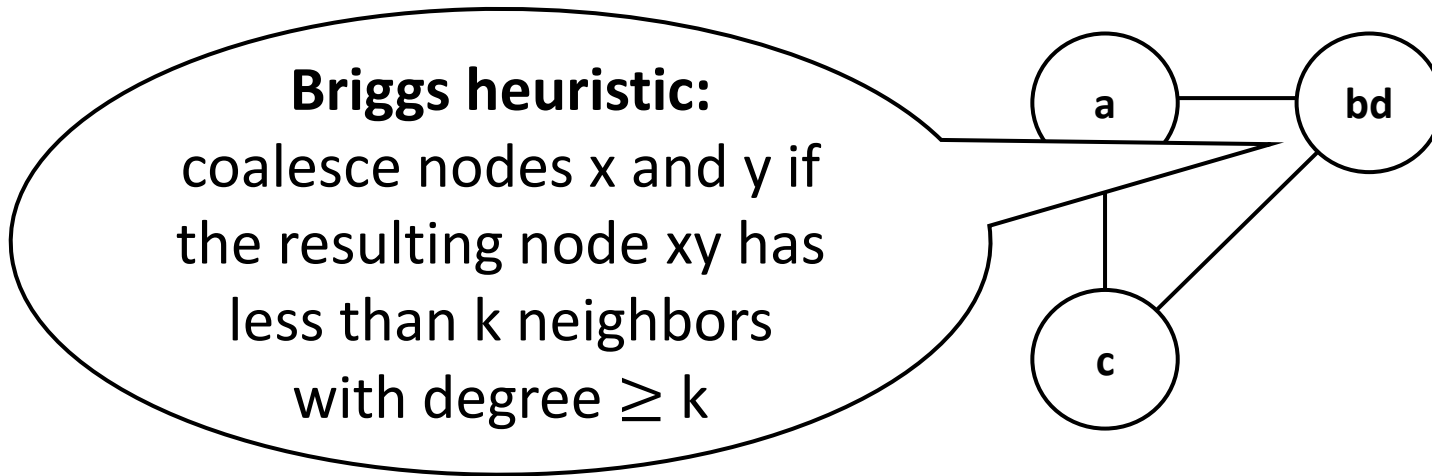 Briggs heuristic:
coalesce nodes x and y if
the resulting node xy has
less than k neighbors
with degree ≥ k
a
bd
c